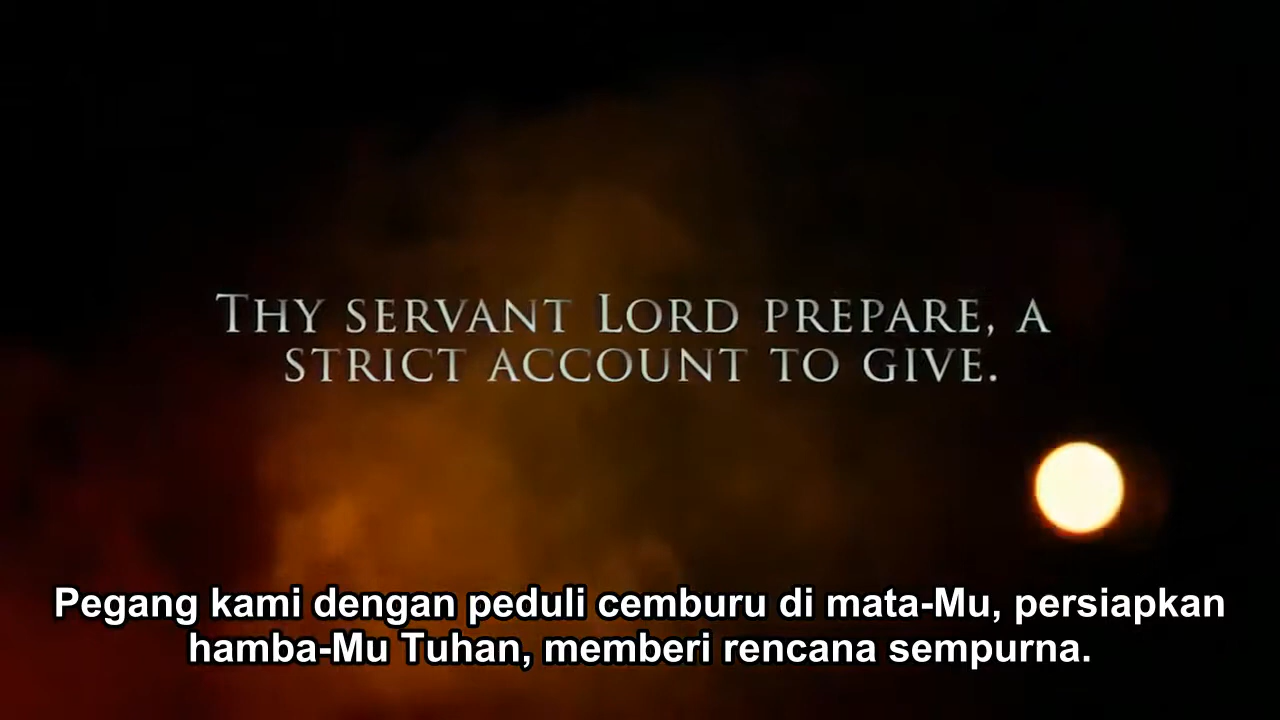 Thy servant Lord prepare, a
strict account to give.
Pegang kami dengan peduli cemburu di mata-Mu, persiapkan
hamba-Mu Tuhan, memberi rencana sempurna.